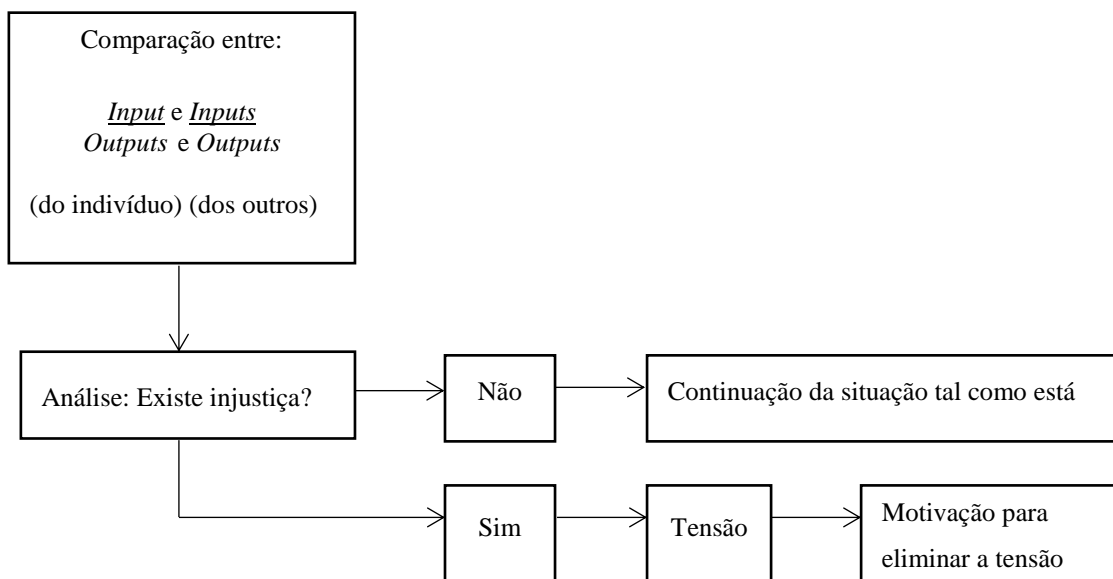 Comparação entre:
Input e Inputs
Outputs e Outputs
(do indivíduo) (dos outros)
Análise: Existe injustiça?
Não
Continuação da situação tal como está
Sim
Tensão
Motivação para
eliminar a tensão